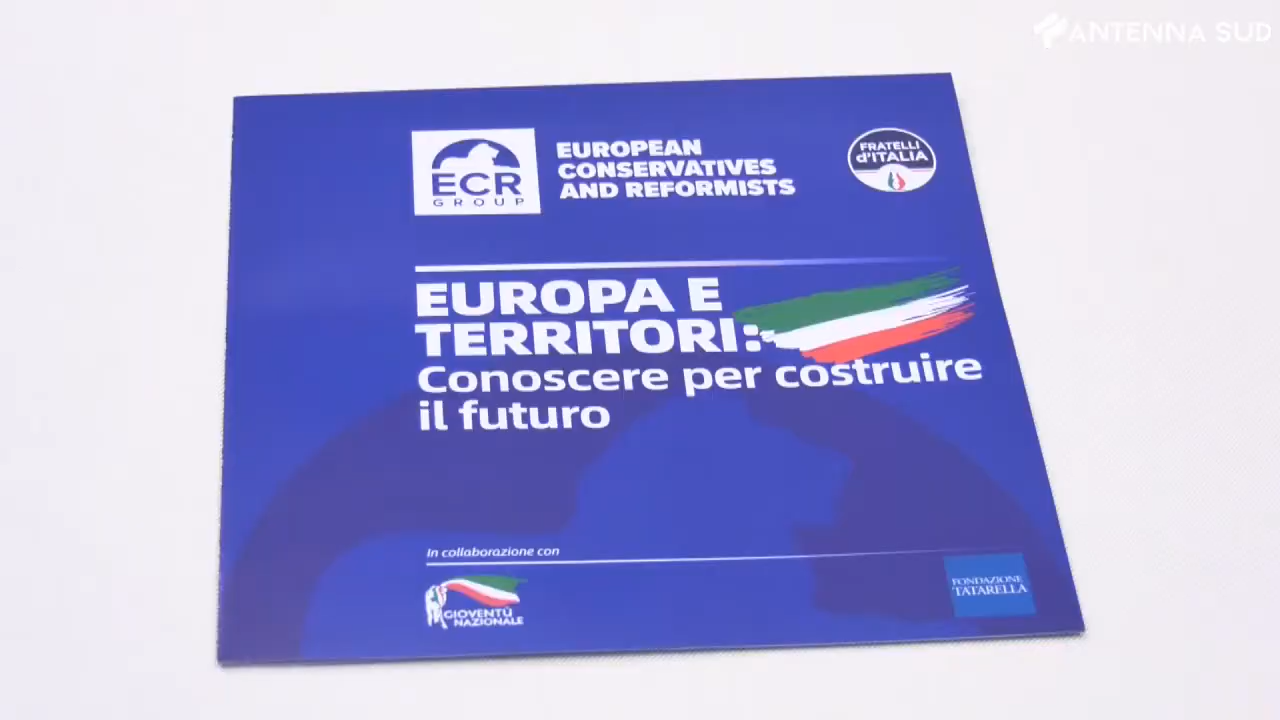 ANTENNA SUD
ECR
GROUP
EUROPEAN
CONSERVATIVES
AND REFORMISTS
FRATELLI
d'ITALIA
EUROPA E
TERRITORI:
Conoscere per costruire
il futuro
In collaborazione con
GIOVENTÙ
NAZIONALE
FONDAZIONE
TATARELLA